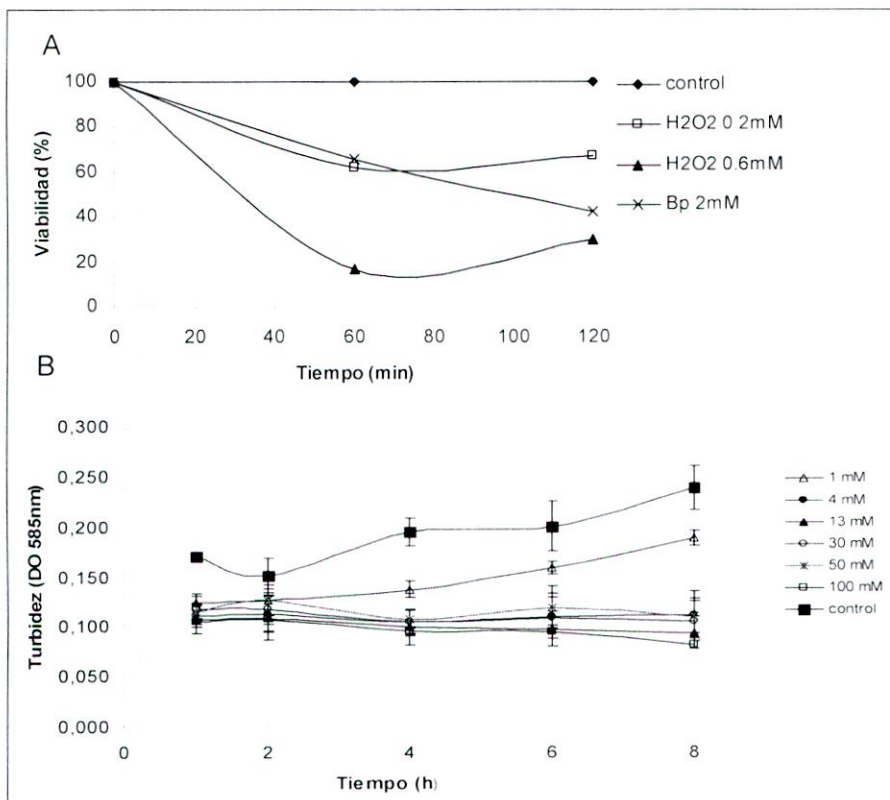 A
Viabilidad (%)
100
80
60
40
20
0
0 20 40 60 80 100 120
Tiempo (min)
control
H2O2 0 2mM
H2O2 0.6mM
Bp 2mM
B
Turbidez (DO 585nm)
0,300
0,250
0,200
0,150
0,100
0,050
0,000
0 2 4 6 8
Tiempo (h)
1 mM
4 mM
13 mM
30 mM
50 mM
100 mM
control